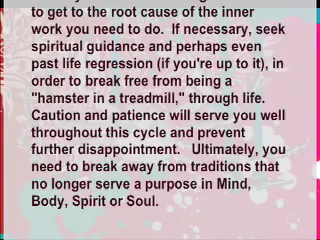 to get to the root cause of the inner
work you need to do.  If necessary, seek
spiritual guidance and perhaps even
past life regression (if you're up to it), in
order to break free from being a
"hamster in a treadmill," through life.
Caution and patience will serve you well
throughout this cycle and prevent
further disappointment.   Ultimately, you
need to break away from traditions that
no longer serve a purpose in Mind,
Body, Spirit or Soul.